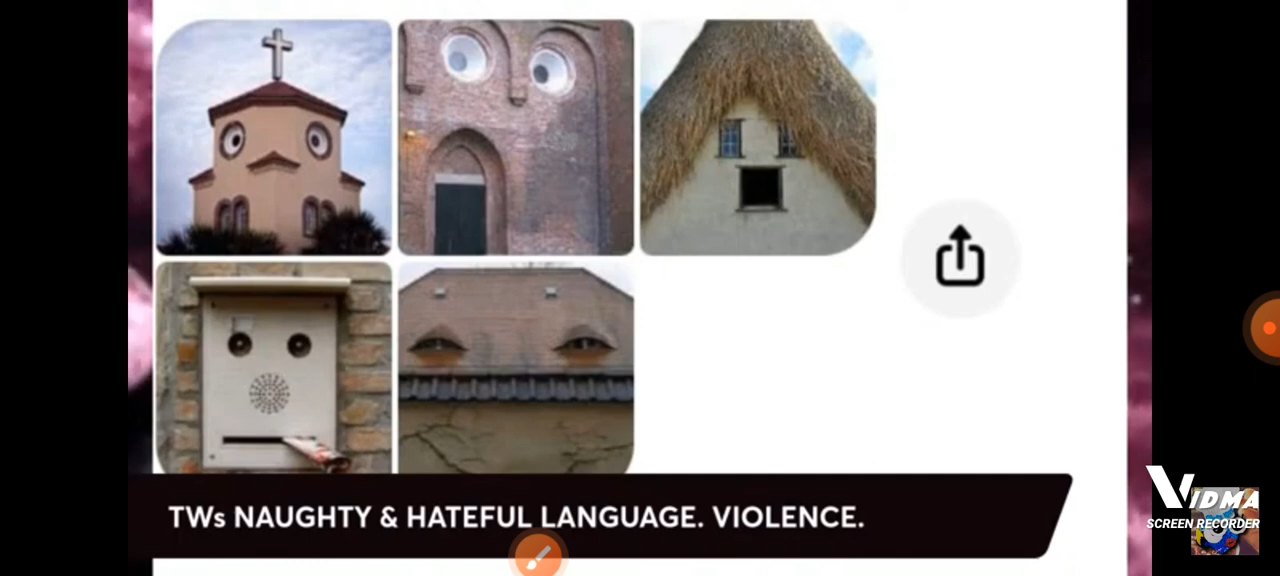 TWs NAUGHTY & HATEFUL LANGUAGE. VIOLENCE.
VIDMA
SCREEN RECORDER